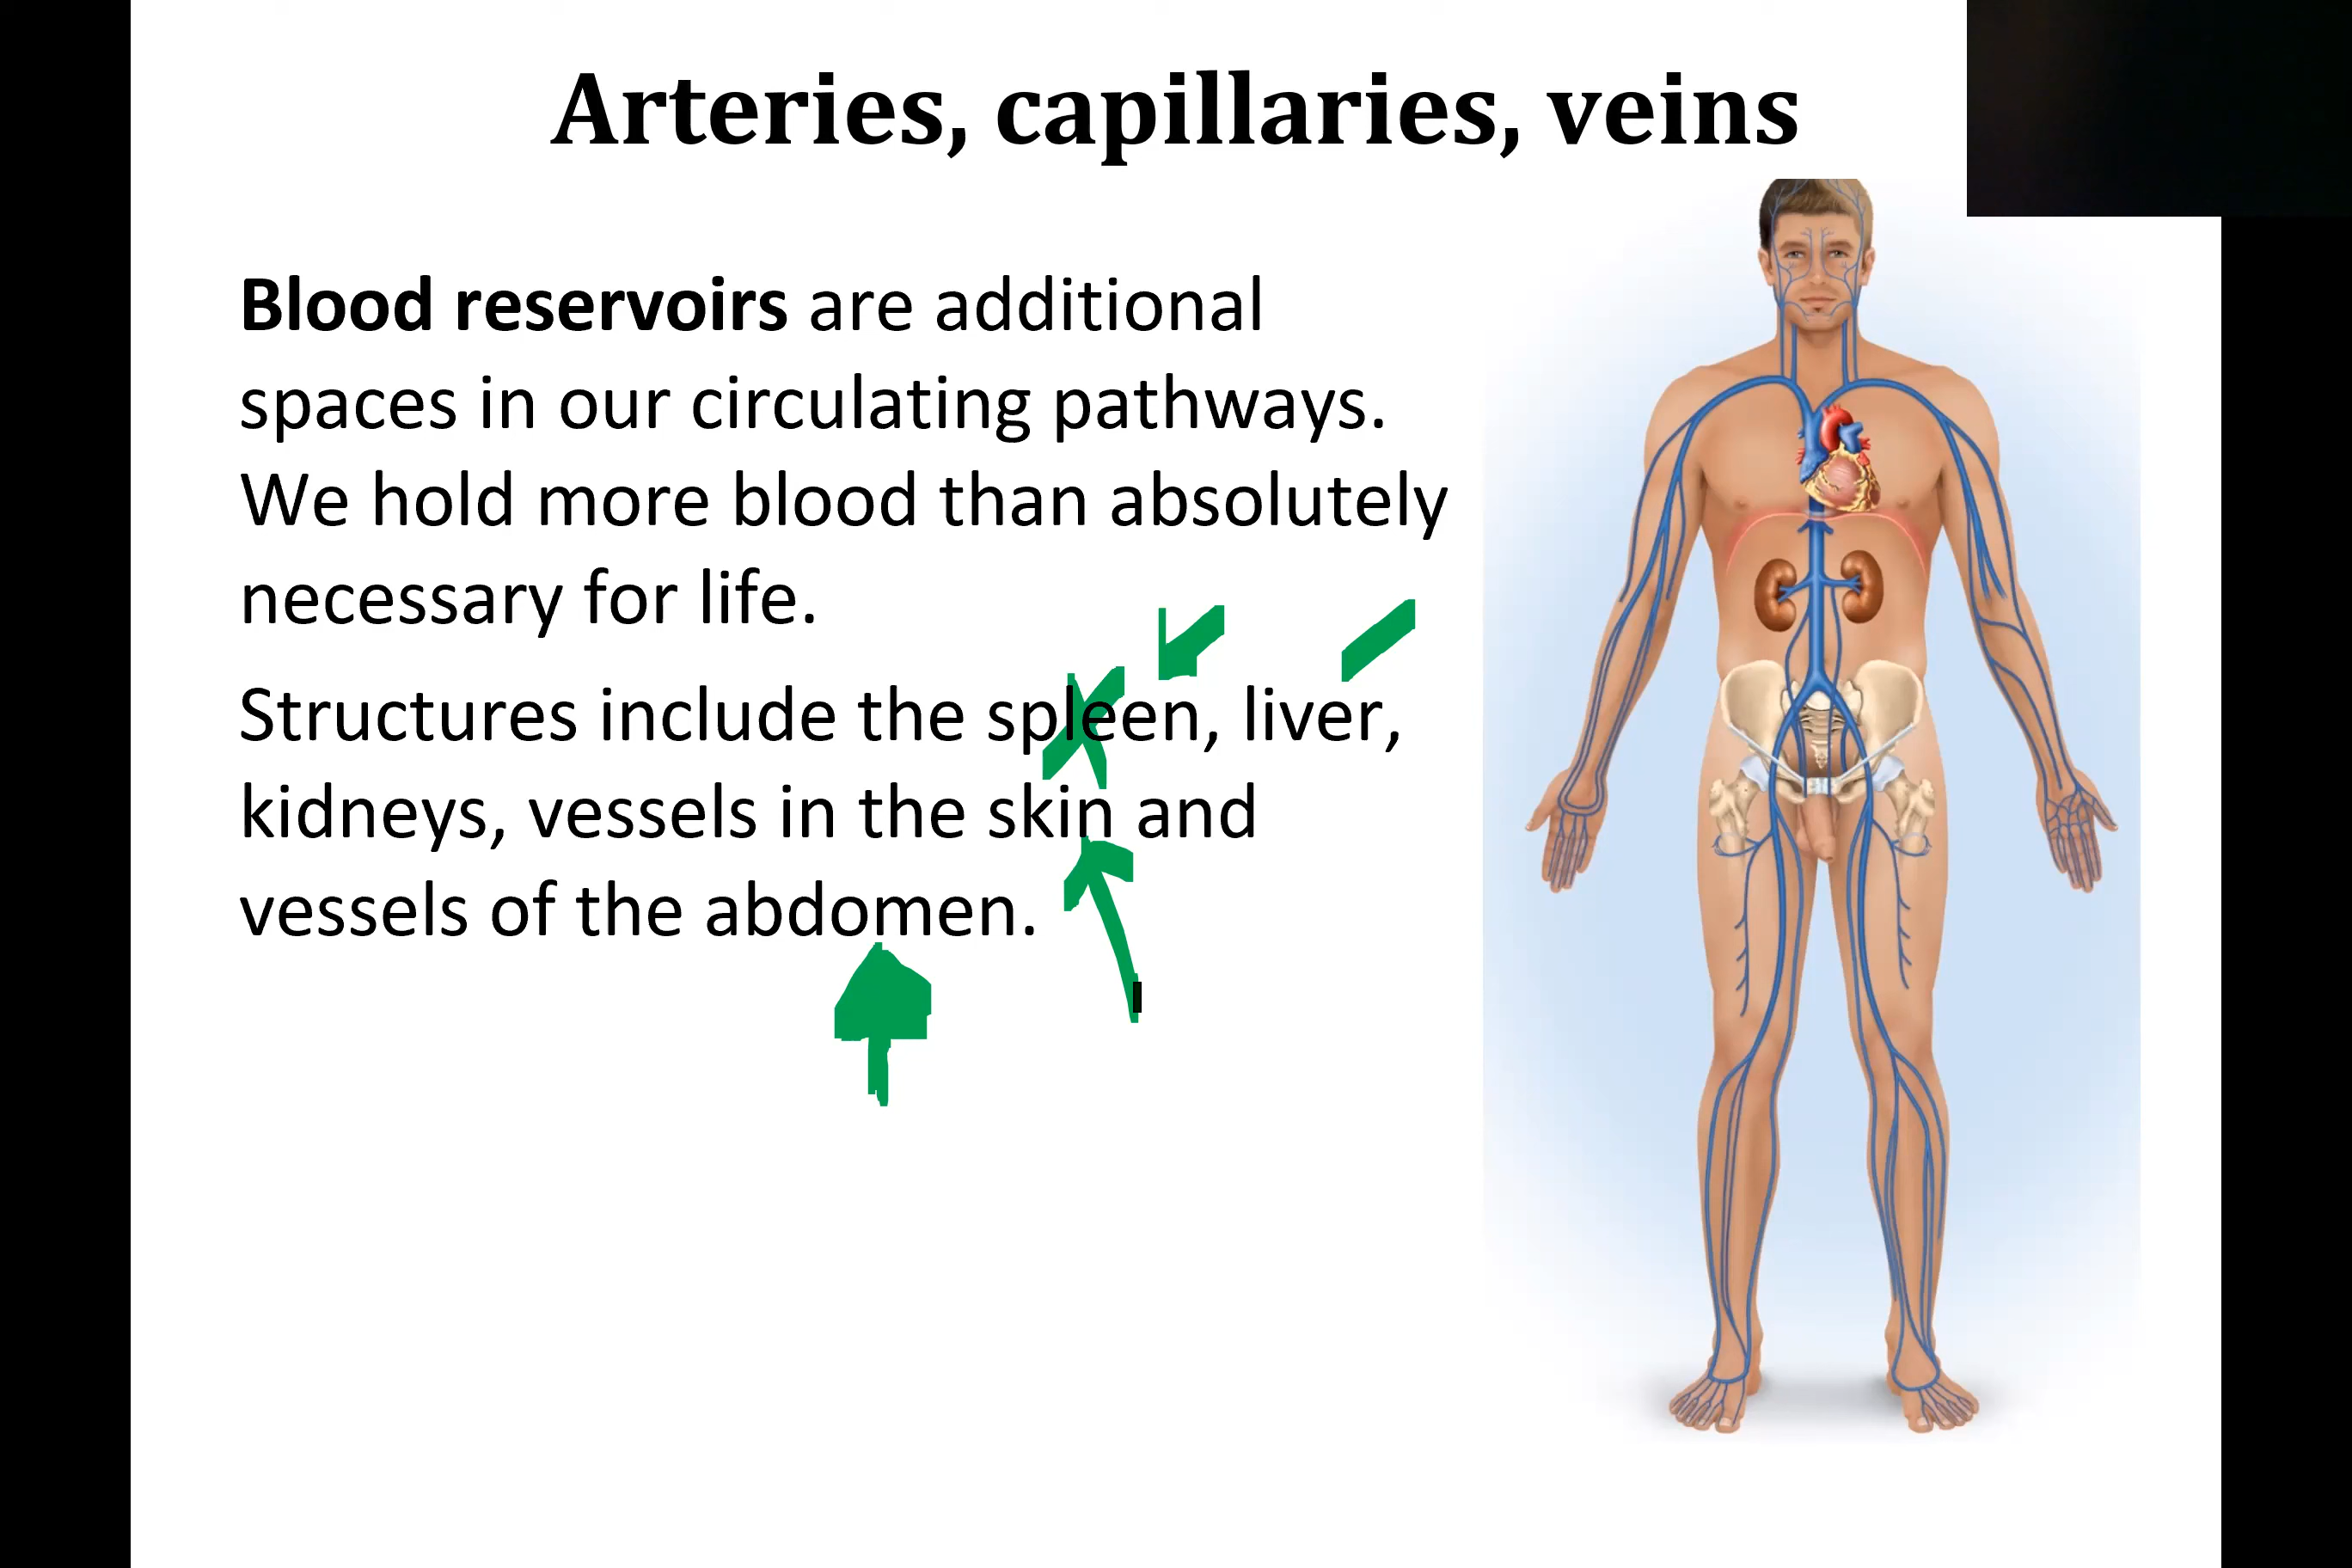 Arteries, capillaries, veins
Blood reservoirs are additional
spaces in our circulating pathways.
We hold more blood than absolutely
necessary for life.
Structures include the spleen, liver,
kidneys, vessels in the skin and
vessels of the abdomen.